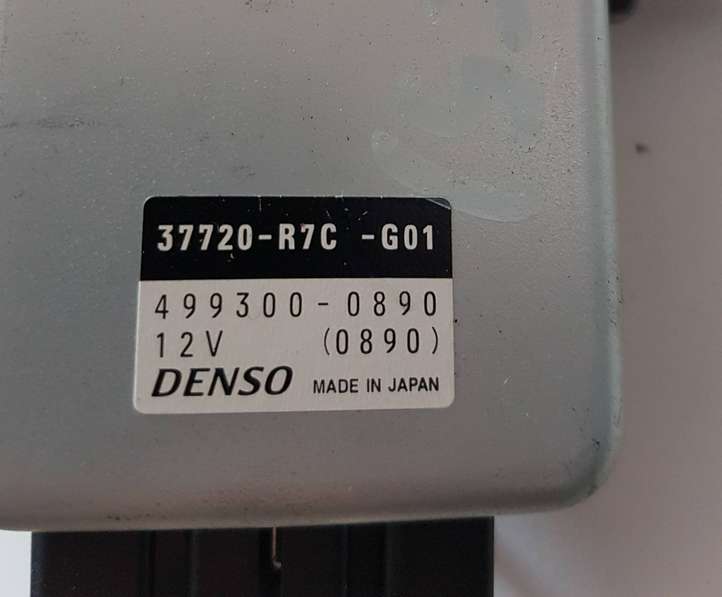 37720-R7C -G01
499300-0890
12V (0890)
DENSO MADE IN JAPAN